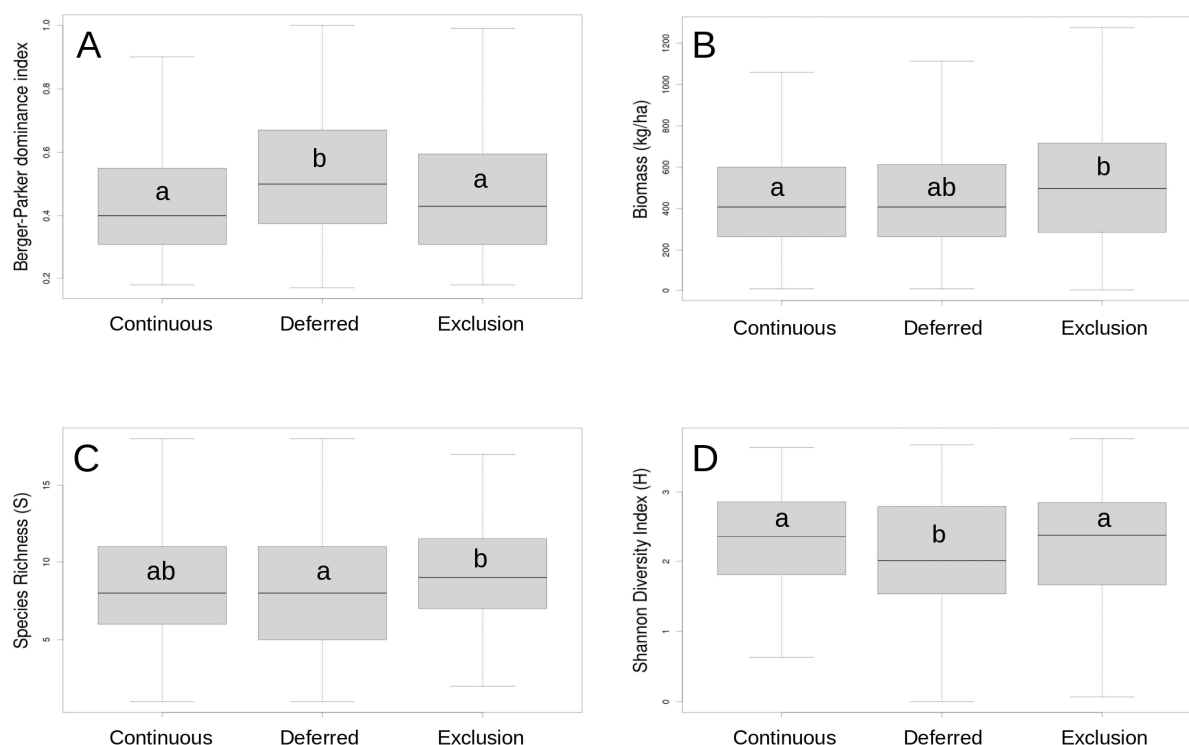 A
Berger-Parker dominance index
1.0
0.8
0.6
0.4
0.2
a
b
a
Continuous
Deferred
Exclusion
B
Biomass (kg/ha)
1200
1000
800
600
400
200
0
a
ab
b
Continuous
Deferred
Exclusion
C
Species Richness (S)
15
10
5
ab
a
b
Continuous
Deferred
Exclusion
D
Shannon Diversity Index (H)
3
2
1
0
a
b
a
Continuous
Deferred
Exclusion